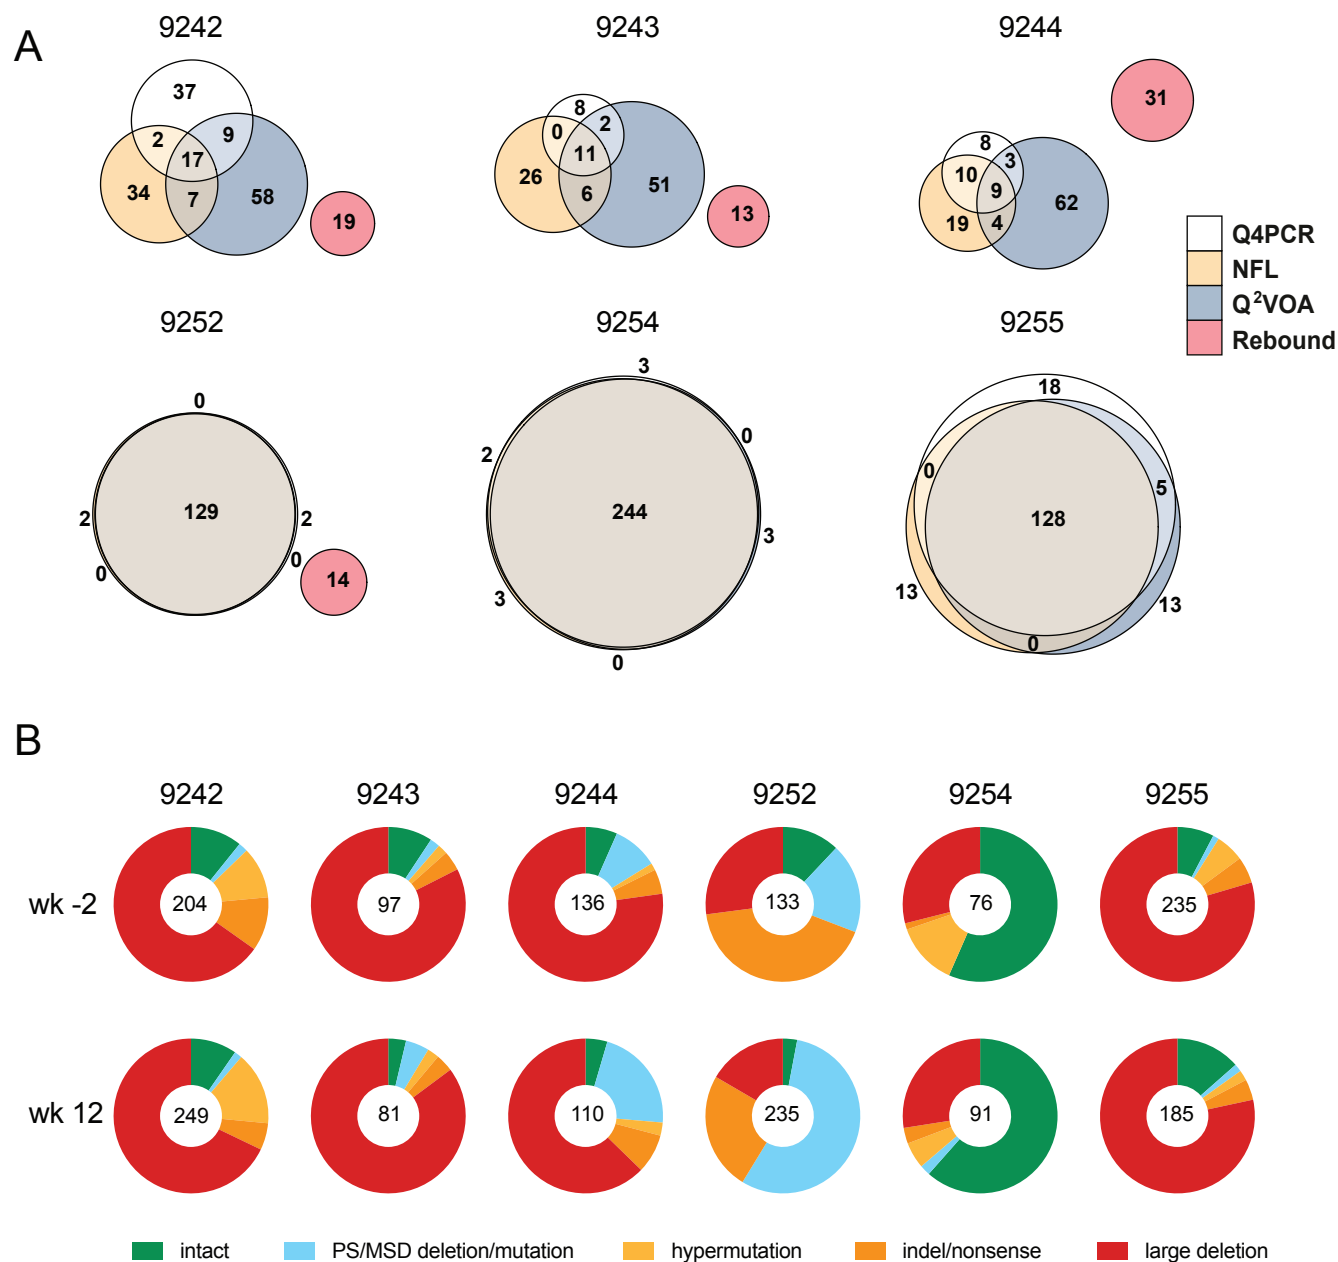 A
9242 9243 9244
37
2 9
17
34 7 58
19
8
0 2
11
26 6 51
13
31
8
10 3
9
19 4 62
Q4PCR
NFL
Q²VOA
Rebound
9252 9254 9255
0
2 129 2
0 0
14
3
2 0
244
3 3
0
18
0 5
128
13 13
0
B
9242 9243 9244 9252 9254 9255
wk -2 204 97 136 133 76 235
wk 12 249 81 110 235 91 185
intact PS/MSD deletion/mutation hypermutation indel/nonsense large deletion